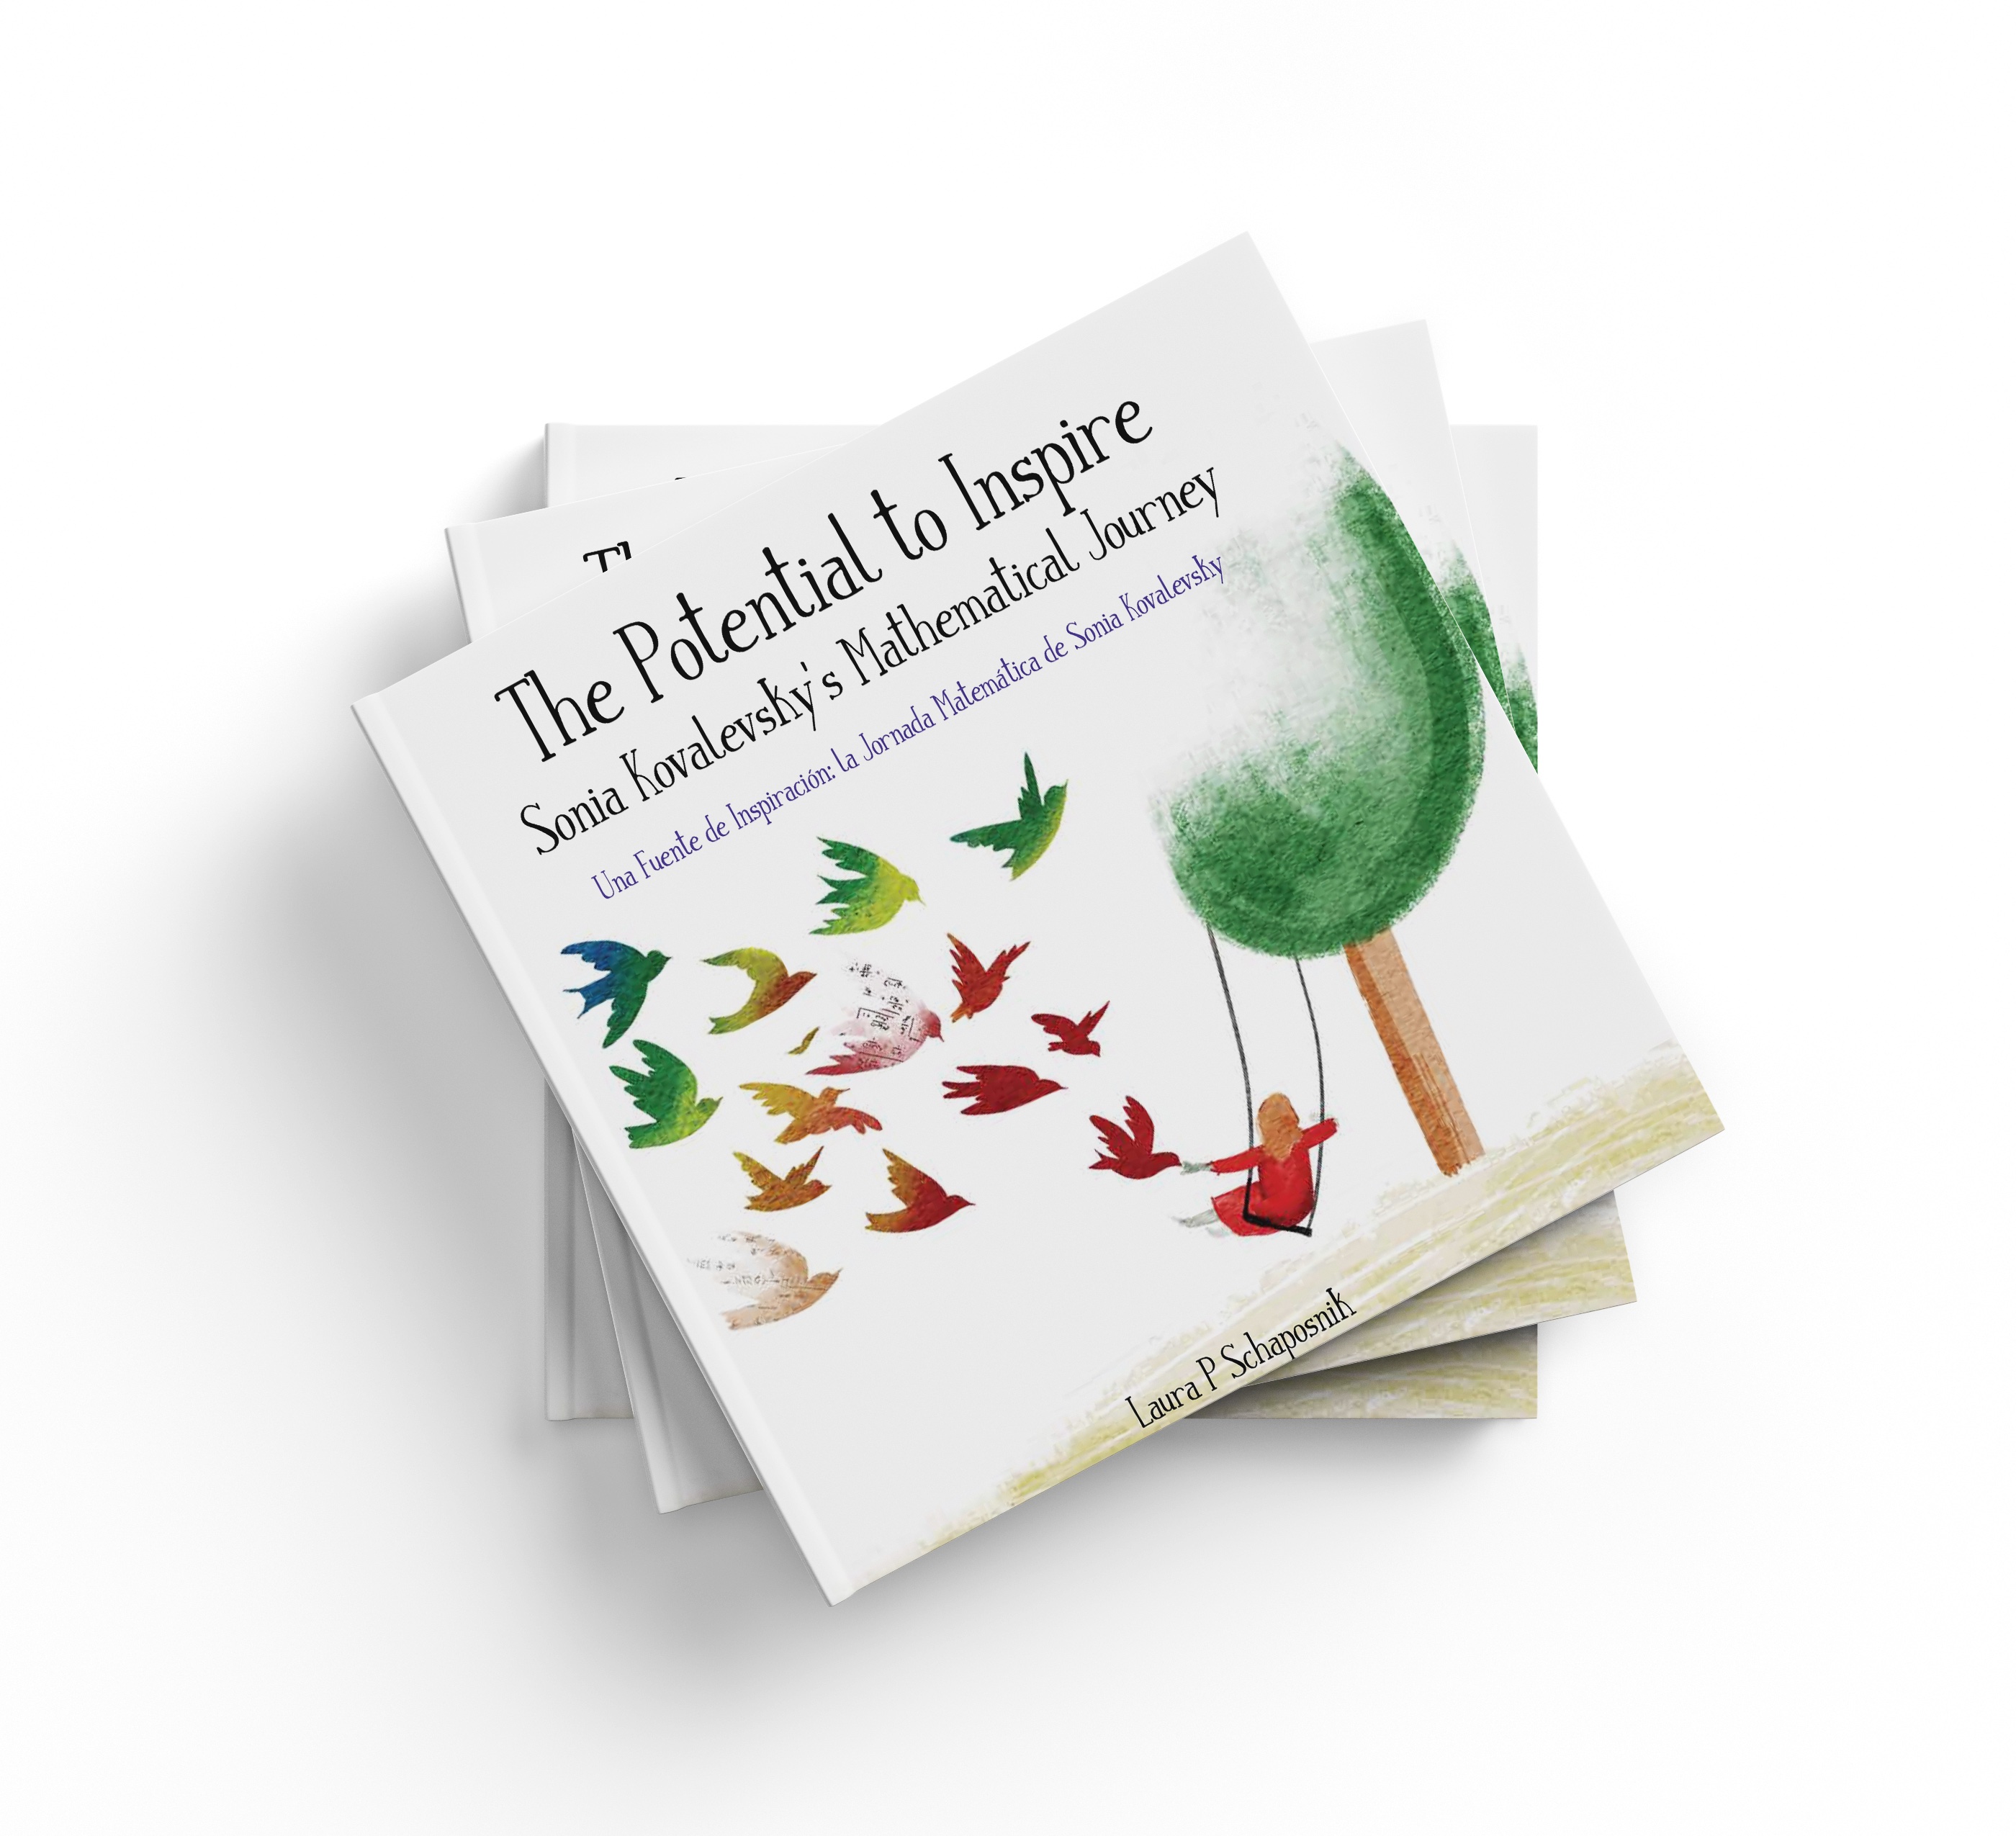 The Potential to Inspire
Sonia Kovalevsky's Mathematical Journey
Una Fuente de Inspiración: la Jornada Matemática de Sonia Kovalevsky
Laura P Schaposnik